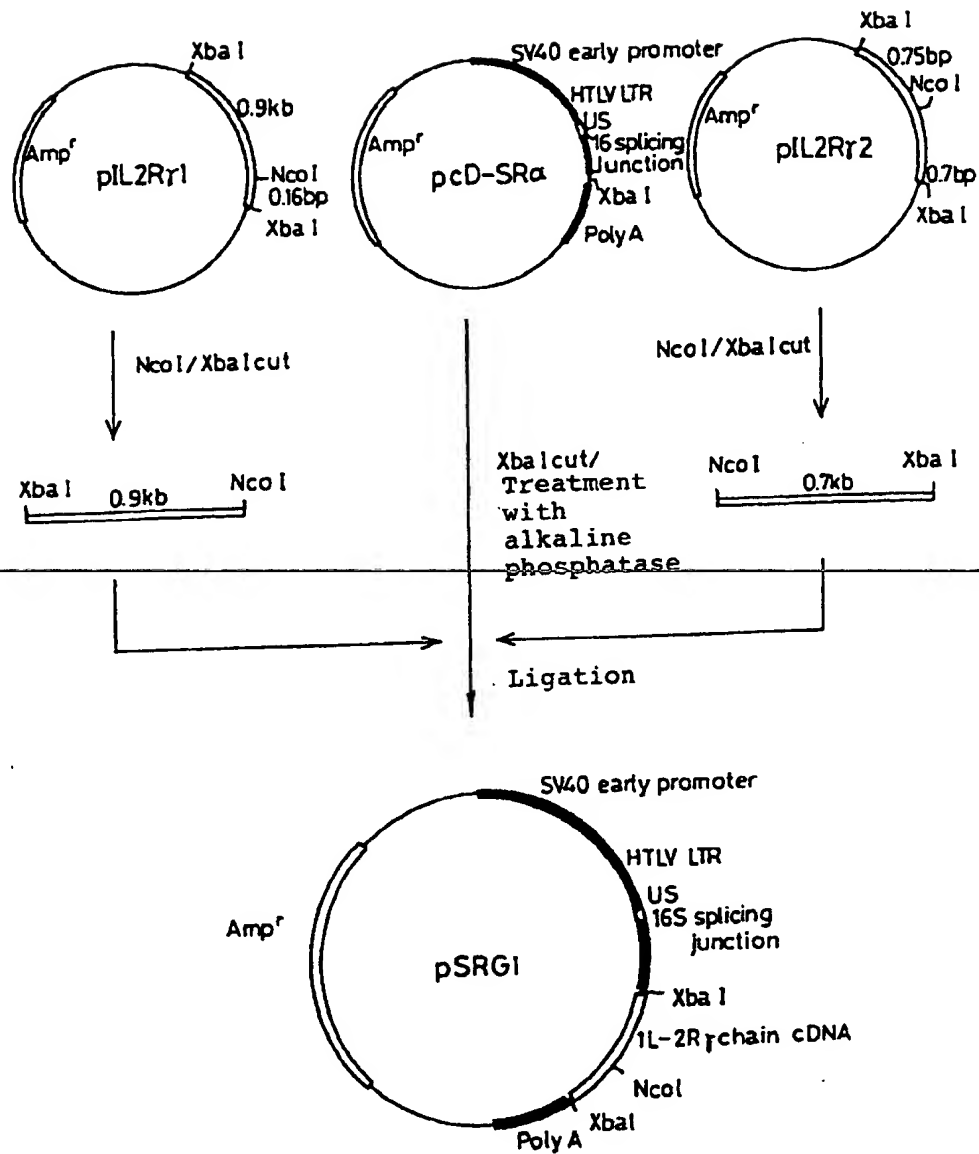 Xba I
0.9kb
Amp^r
pIL2Rγ1
Nco I
0.16bp
Xba I
SV40 early promoter
HTLV LTR
US
16 splicing
Junction
Amp^r
pcD-SRα
Xba I
Poly A
Xba I
0.75bp
Nco I
Amp^r
pIL2Rγ2
0.7bp
Xba I
NcoI/XbaIcut
NcoI/XbaIcut
Xba I
0.9kb
Nco I
XbaIcut/
Treatment
with
alkaline
phosphatase
Nco I
0.7kb
Xba I
Ligation
SV40 early promoter
HTLV LTR
US
16S splicing
junction
Amp^r
pSRG1
Xba I
IL-2Rγchain cDNA
NcoI
XbaI
Poly A